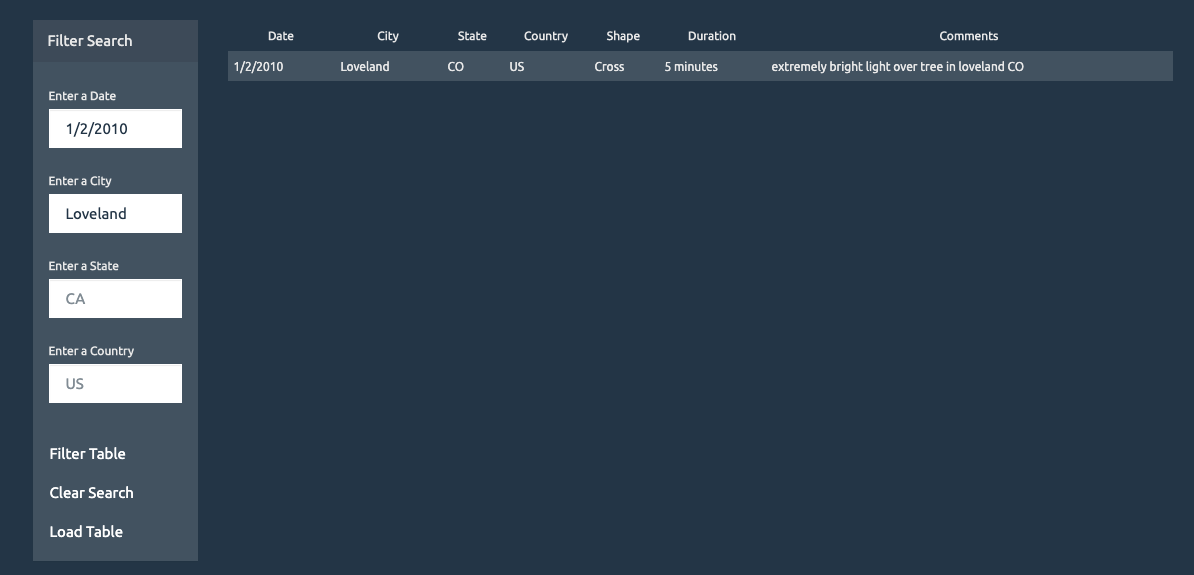 Filter Search
Enter a Date
1/2/2010
Enter a City
Loveland
Enter a State
CA
Enter a Country
US
Filter Table
Clear Search
Load Table
Date City State Country Shape Duration Comments
1/2/2010 Loveland CO US Cross 5 minutes extremely bright light over tree in loveland CO